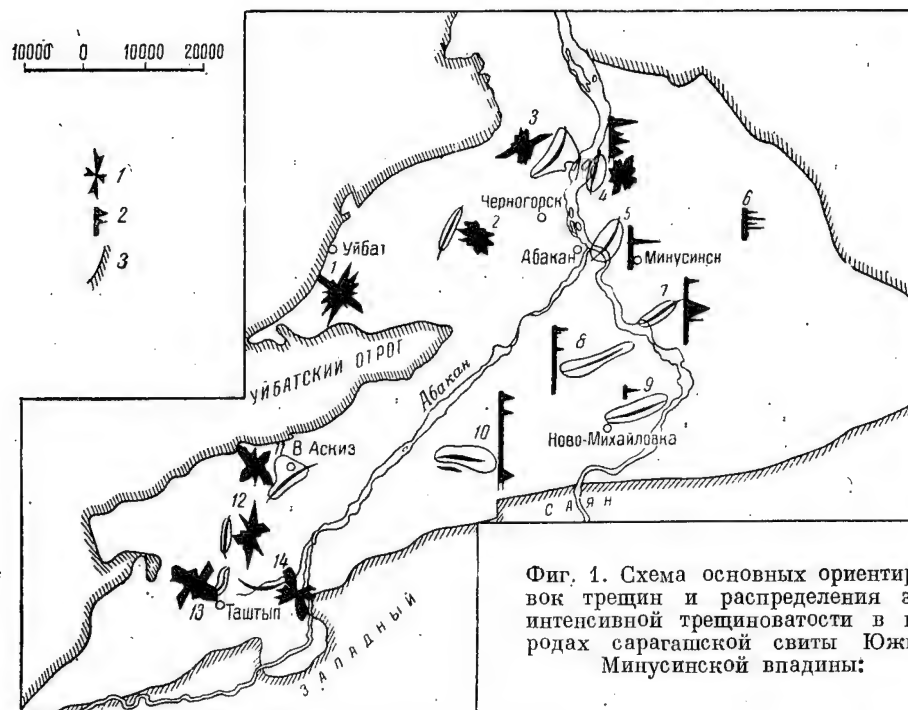 10000 0 10000 20000
1
2
3
3
4
Черногорск
5
6
2
Абакан
Минусинск
Уйбат
1
7
УЙБАТСКИЙ ОТРОГ
Абакан
8
9
Ново-Михайловка
10
11
В Аскиз
12
13
Таштып
14
ЗАПАДНЫЙ
САЯН
Фиг. 1. Схема основных ориентир
вок трещин и распределения з
интенсивной трещиноватости в п
родах сарагашской свиты Южн
Минусинской впадины: